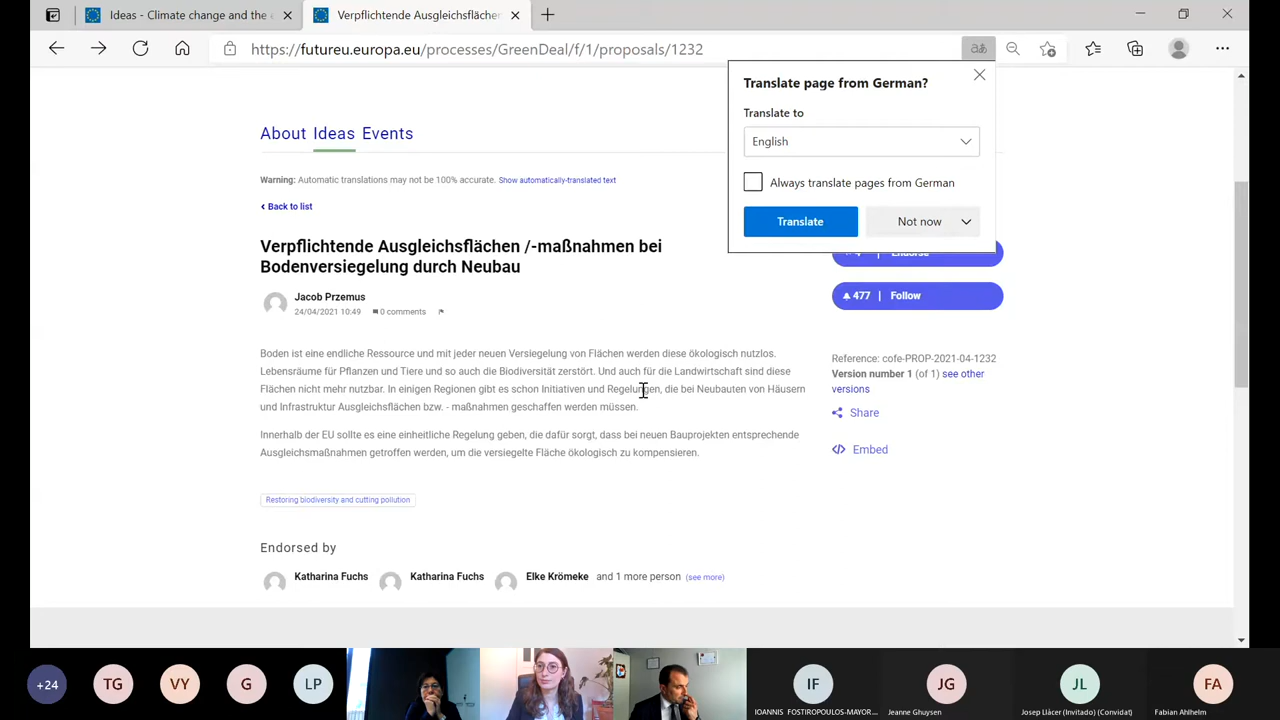 Ideas - Climate change and the e
Verpflichtende Ausgleichsflächen
https://futureu.europa.eu/processes/GreenDeal/f/1/proposals/1232
Translate page from German?
Translate to
English
Always translate pages from German
Translate
Not now
About Ideas Events
Warning: Automatic translations may not be 100% accurate. Show automatically-translated text
Back to list
Verpflichtende Ausgleichsflächen /-maßnahmen bei
Bodenversiegelung durch Neubau
Jacob Przemus
24/04/2021 10:49 0 comments
4 | Endorse
477 | Follow
Boden ist eine endliche Ressource und mit jeder neuen Versiegelung von Flächen werden diese ökologisch nutzlos.
Lebensräume für Pflanzen und Tiere und so auch die Biodiversität zerstört. Und auch für die Landwirtschaft sind diese
Flächen nicht mehr nutzbar. In einigen Regionen gibt es schon Initiativen und Regelungen, die bei Neubauten von Häusern
und Infrastruktur Ausgleichsflächen bzw. - maßnahmen geschaffen werden müssen.
Innerhalb der EU sollte es eine einheitliche Regelung geben, die dafür sorgt, dass bei neuen Bauprojekten entsprechende
Ausgleichsmaßnahmen getroffen werden, um die versiegelte Fläche ökologisch zu kompensieren.
Reference: cofe-PROP-2021-04-1232
Version number 1 (of 1) see other
versions
Share
Embed
Restoring biodiversity and cutting pollution
Endorsed by
Katharina Fuchs Katharina Fuchs Elke Krömeke and 1 more person (see more)
+24 TG VY G LP IF JG JL FA
IOANNIS FOSTIROPOULOS-MAYOR... Jeanne Ghuysen Josep Llácer (Invitado) (Convidat) Fabian Ahlhelm